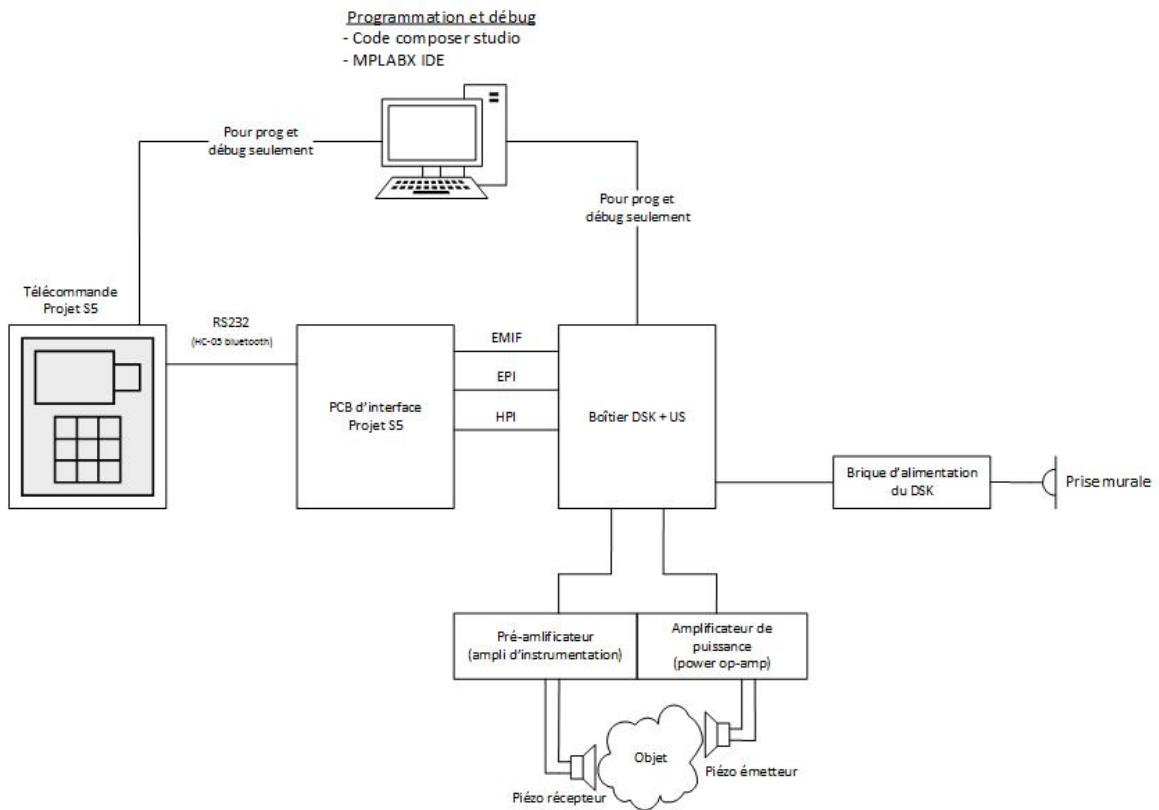 Programmation et débug
- Code composer studio
- MPLABX IDE
Pour prog et
débug seulement
Pour prog et
débug seulement
Télécommande
Projet S5
RS232
(HC-05 bluetooth)
EMIF
EPI
HPI
PCB d'interface
Projet S5
Boîtier DSK + US
Brique d'alimentation
du DSK
Prise murale
Pré-amlificateur
(ampli d'instrumentation)
Amplificateur de
puissance
(power op-amp)
Objet
Piézo émetteur
Piézo récepteur